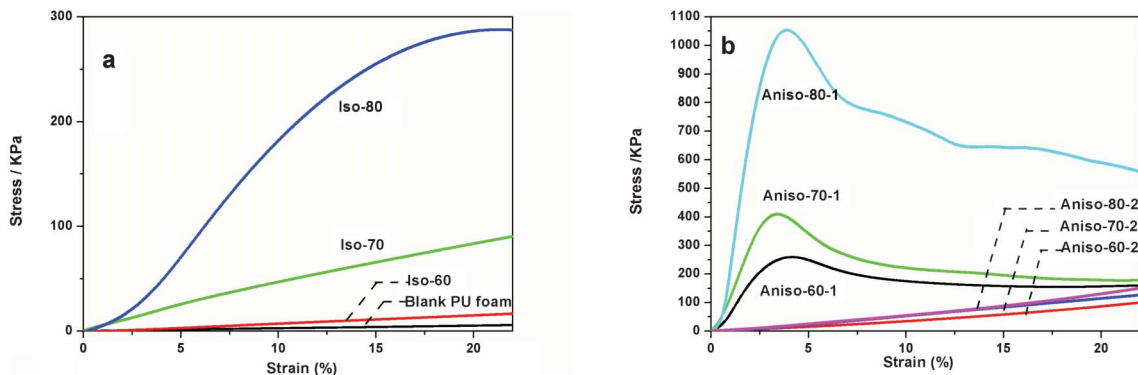 a
Stress / KPa
300
200
100
0
Iso-80
Iso-70
Iso-60
Blank PU foam
0 5 10 15 20
Strain (%)
b
Stress /KPa
1100
1000
900
800
700
600
500
400
300
200
100
0
Aniso-80-1
Aniso-70-1
Aniso-60-1
Aniso-80-2
Aniso-70-2
Aniso-60-2
0 5 10 15 20
Strain (%)